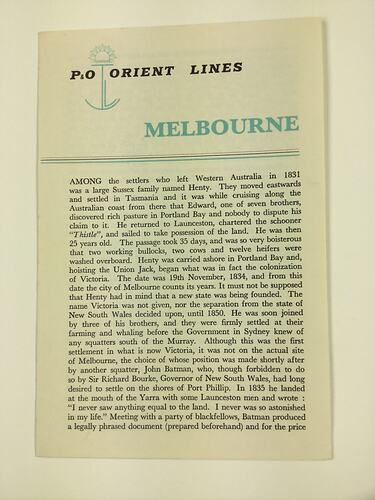 P&O ORIENT LINES
MELBOURNE
AMONG the settlers who left Western Australia in 1831
was a large Sussex family named Henty. They moved eastwards
and settled in Tasmania and it was while cruising along the
Australian coast from there that Edward, one of seven brothers,
discovered rich pasture in Portland Bay and nobody to dispute his
claim to it. He returned to Launceston, chartered the schooner
"Thistle", and sailed to take possession of the land. He was then
25 years old. The passage took 35 days, and was so very boisterous
that two working bullocks, two cows and twelve heifers were
washed overboard. Henty was carried ashore in Portland Bay and,
hoisting the Union Jack, began what was in fact the colonization
of Victoria. The date was 19th November, 1834, and from this
date the city of Melbourne counts its years. It must not be supposed
that Henty had in mind that a new state was being founded. The
name Victoria was not given, nor the separation from the state of
New South Wales decided upon, until 1850. He was soon joined
by three of his brothers, and they were firmly settled at their
farming and whaling before the Government in Sydney knew of
any squatters south of the Murray. Although this was the first
settlement in what is now Victoria, it was not on the actual site
of Melbourne, the choice of whose position was made shortly after
by another squatter, John Batman, who, though forbidden to do
so by Sir Richard Bourke, Governor of New South Wales, had long
desired to settle on the shores of Port Phillip. In 1835 he landed
at the mouth of the Yarra with some Launceston men and wrote :
"I never saw anything equal to the land. I never was so astonished
in my life." Meeting with a party of blackfellows, Batman produced
a legally phrased document (prepared beforehand) and for the price